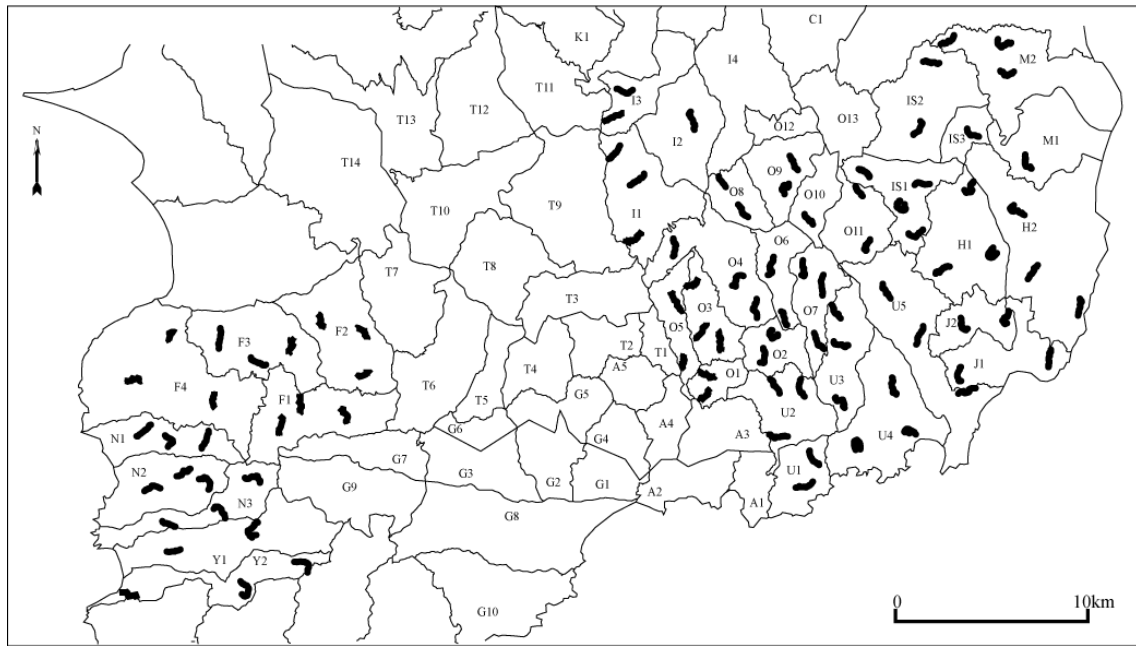 C1
K1
M2
I4
T11
T12
I3
IS2
T13
O13
O12
IS3
I2
M1
T14
O9
O8
O10
IS1
T10
T9
I1
H2
O11
O6
H1
T7
T8
O4
T3
U5
F2
O3
O7
J2
F3
O5
T2
T1
O2
T4
A5
O1
J1
T6
F4
U3
T5
G5
F1
U2
A4
G6
G4
A3
U4
N1
G7
N2
G3
U1
G9
G2
G1
A2
N3
A1
G8
Y1
Y2
G10
N
0
10km